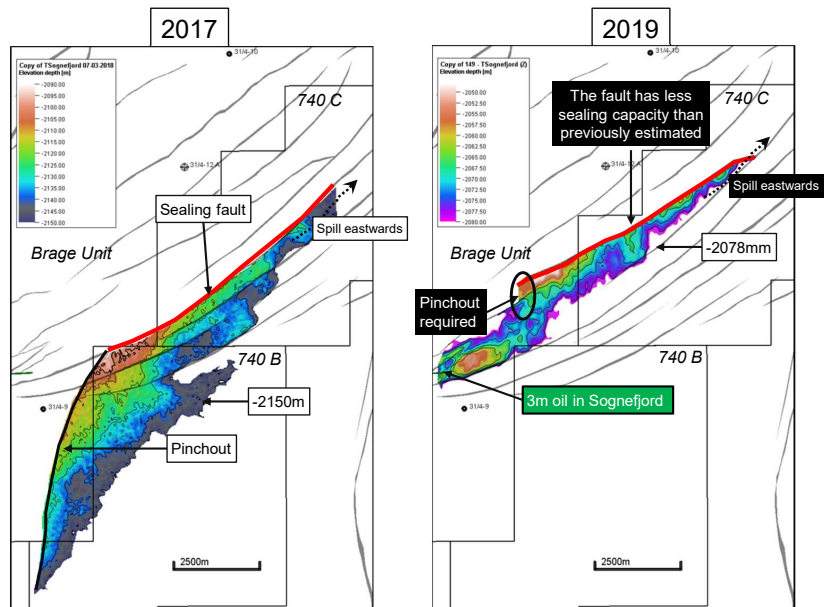 2017
Copy of TSognefjord 07-03-2018
Elevation depth [m]
-2090.00
-2095.00
-2100.00
-2105.00
-2110.00
-2115.00
-2120.00
-2125.00
-2130.00
-2135.00
-2140.00
-2145.00
-2150.00
31/4-10
740 C
31/4-12-A
Sealing fault
Spill eastwards
Brage Unit
740 B
31/4-9
-2150m
Pinchout
2500m
2019
Copy of 149 - TSognefjord (Z)
Elevation depth [m]
-2050.00
-2052.50
-2055.00
-2057.50
-2060.00
-2062.50
-2065.00
-2067.50
-2070.00
-2072.50
-2075.00
-2077.50
-2080.00
31/4-10
The fault has less
sealing capacity than
previously estimated
740 C
31/4-12-A
Spill eastwards
Brage Unit
-2078mm
Pinchout
required
740 B
3m oil in Sognefjord
31/4-9
2500m